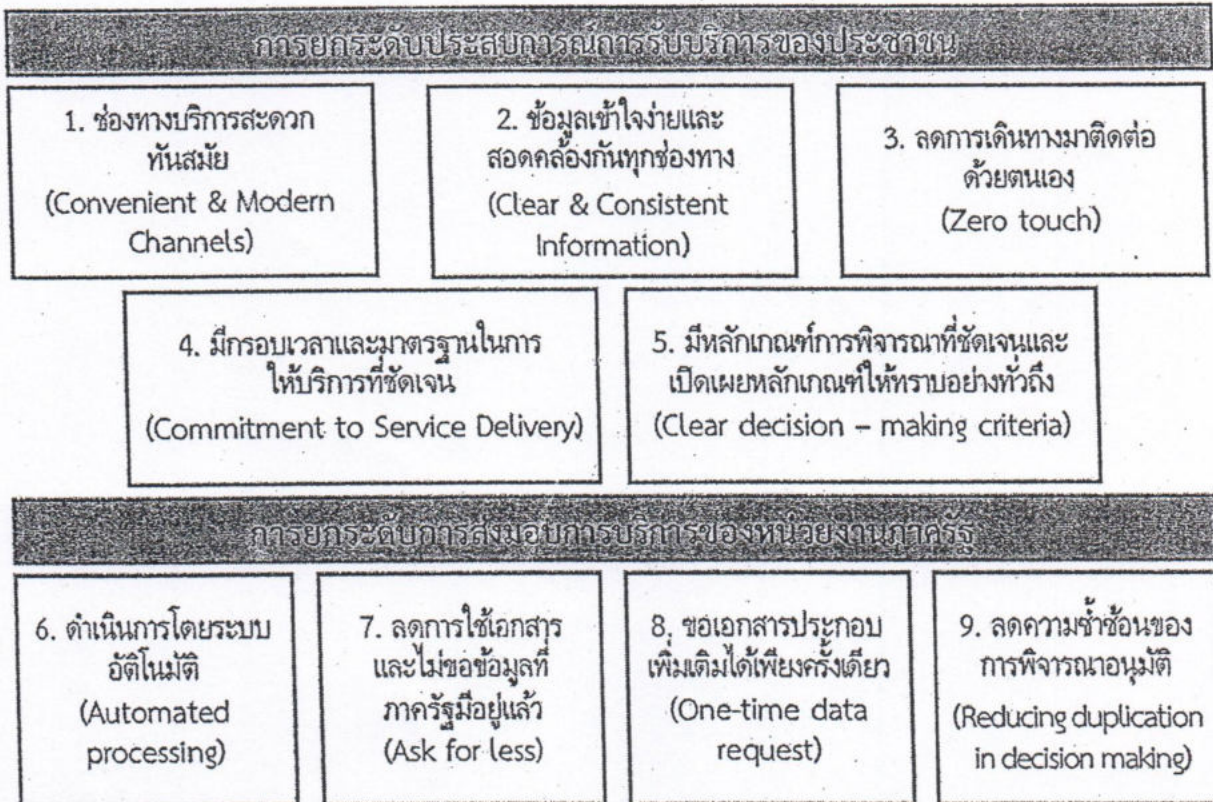 การยกระดับประสบการณ์การรับบริการของประชาชน
1. ช่องทางบริการสะดวก
ทันสมัย
(Convenient & Modern
Channels)
2. ข้อมูลเข้าใจง่ายและ
สอดคล้องกันทุกช่องทาง
(Clear & Consistent
Information)
3. ลดการเดินทางมาติดต่อ
ด้วยตนเอง
(Zero touch)
4. มีกรอบเวลาและมาตรฐานในการ
ให้บริการที่ชัดเจน
(Commitment to Service Delivery)
5. มีหลักเกณฑ์การพิจารณาที่ชัดเจนและ
เปิดเผยหลักเกณฑ์ให้ทราบอย่างทั่วถึง
(Clear decision – making criteria)
การยกระดับการส่งมอบการบริการของหน่วยงานภาครัฐ
6. ดำเนินการโดยระบบ
อัติโนมัติ
(Automated
processing)
7. ลดการใช้เอกสาร
และไม่ขอข้อมูลที่
ภาครัฐมีอยู่แล้ว
(Ask for less)
8. ขอเอกสารประกอบ
เพิ่มเติมได้เพียงครั้งเดียว
(One-time data
request)
9. ลดความซ้ำซ้อนของ
การพิจารณาอนุมัติ
(Reducing duplication
in decision making)